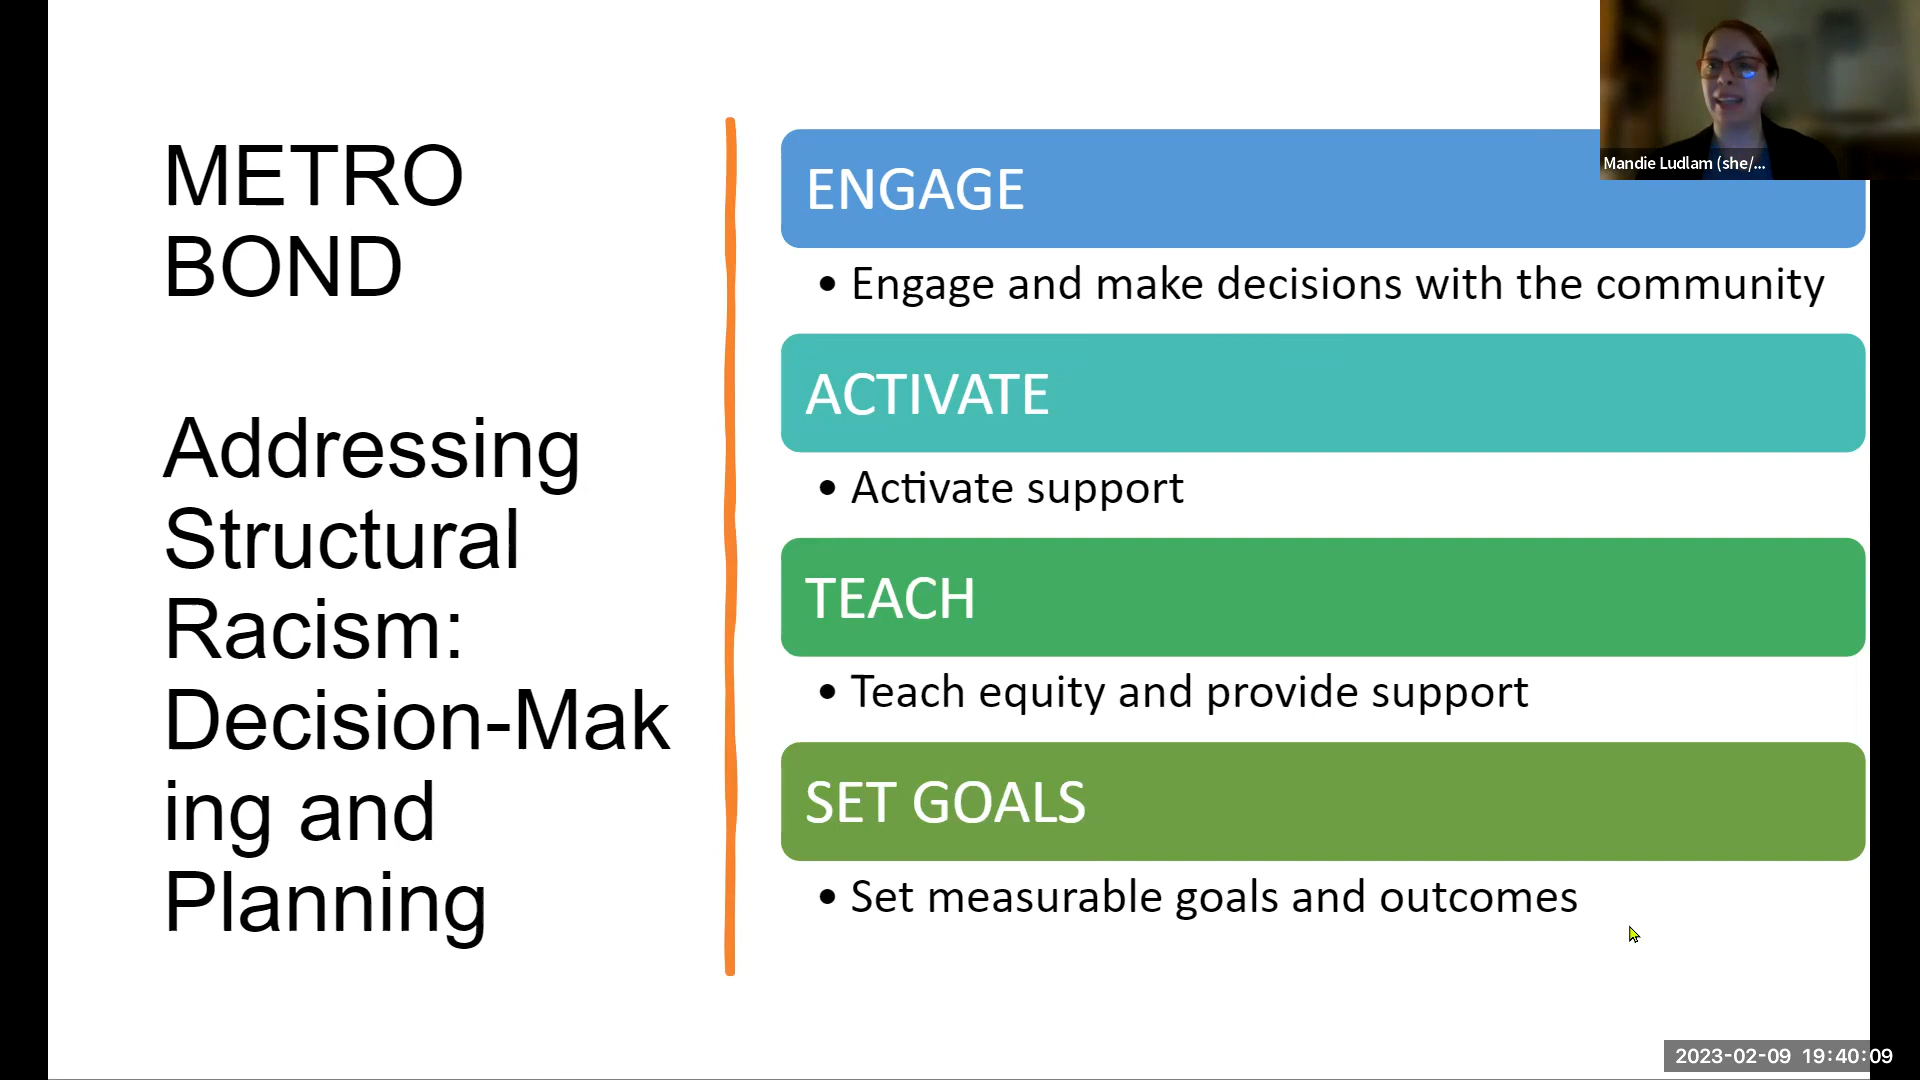 METRO
BOND
Addressing
Structural
Racism:
Decision-Mak
ing and
Planning
ENGAGE
• Engage and make decisions with the community
ACTIVATE
• Activate support
TEACH
• Teach equity and provide support
SET GOALS
• Set measurable goals and outcomes
Mandie Ludlam (she/...
2023-02-09 19:40:09